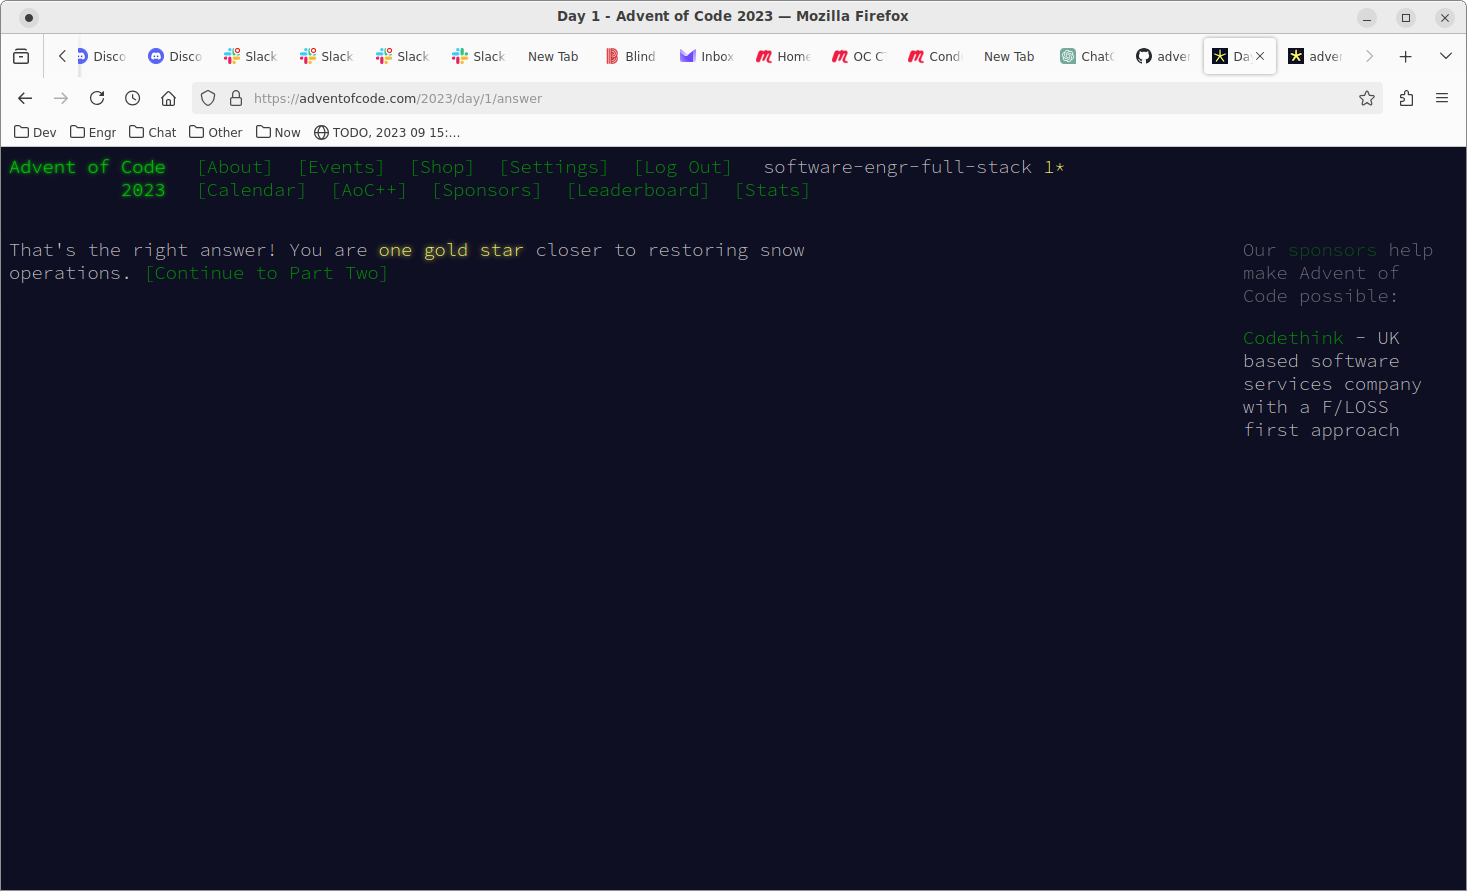 Day 1 - Advent of Code 2023 — Mozilla Firefox
Disco Disco Slack Slack Slack Slack New Tab Blind Inbox Home OC C Condi New Tab ChatG adven Da adven
https://adventofcode.com/2023/day/1/answer
Dev Engr Chat Other Now TODO, 2023 09 15:…
Advent of Code [About] [Events] [Shop] [Settings] [Log Out] software-engr-full-stack 1*
2023 [Calendar] [AoC++] [Sponsors] [Leaderboard] [Stats]
That's the right answer! You are one gold star closer to restoring snow
operations. [Continue to Part Two]
Our sponsors help
make Advent of
Code possible:
Codethink - UK
based software
services company
with a F/LOSS
first approach